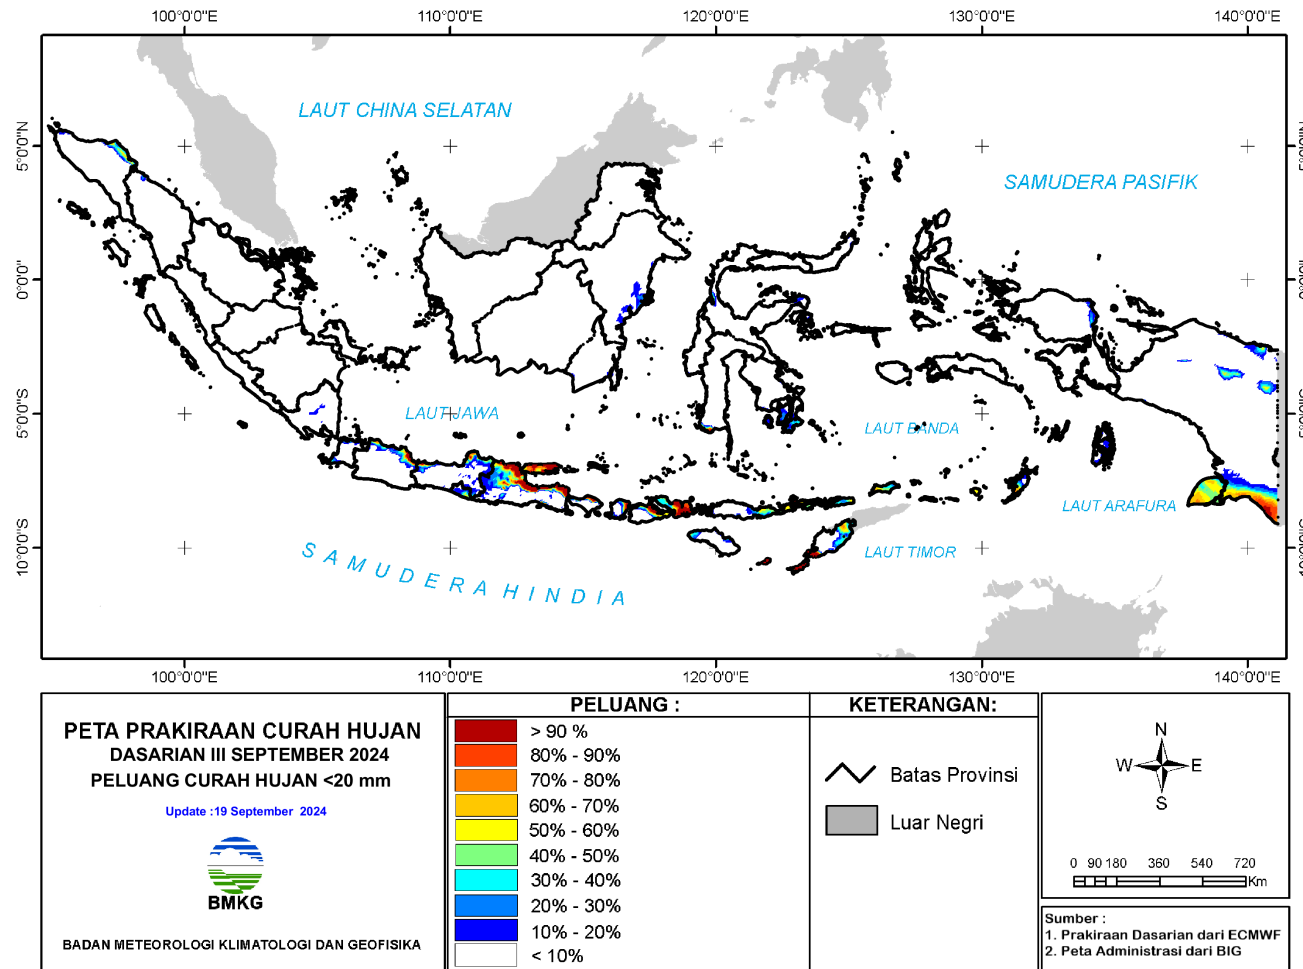 100°0'0"E
110°0'0"E
120°0'0"E
130°0'0"E
140°0'0"E
5°0'0"N
0°0'0"
5°0'0"S
10°0'0"S
LAUT CHINA SELATAN
SAMUDERA PASIFIK
LAUT JAWA
LAUT BANDA
LAUT ARAFURA
LAUT TIMOR
SAMUDERA HINDIA
100°0'0"E
110°0'0"E
120°0'0"E
130°0'0"E
140°0'0"E
PETA PRAKIRAAN CURAH HUJAN
DASARIAN III SEPTEMBER 2024
PELUANG CURAH HUJAN <20 mm
Update :19 September 2024
BMKG
BADAN METEOROLOGI KLIMATOLOGI DAN GEOFISIKA
PELUANG :
> 90 %
80% - 90%
70% - 80%
60% - 70%
50% - 60%
40% - 50%
30% - 40%
20% - 30%
10% - 20%
< 10%
KETERANGAN:
Batas Provinsi
Luar Negri
N
W E
S
0 90 180 360 540 720
Km
Sumber :
1. Prakiraan Dasarian dari ECMWF
2. Peta Administrasi dari BIG